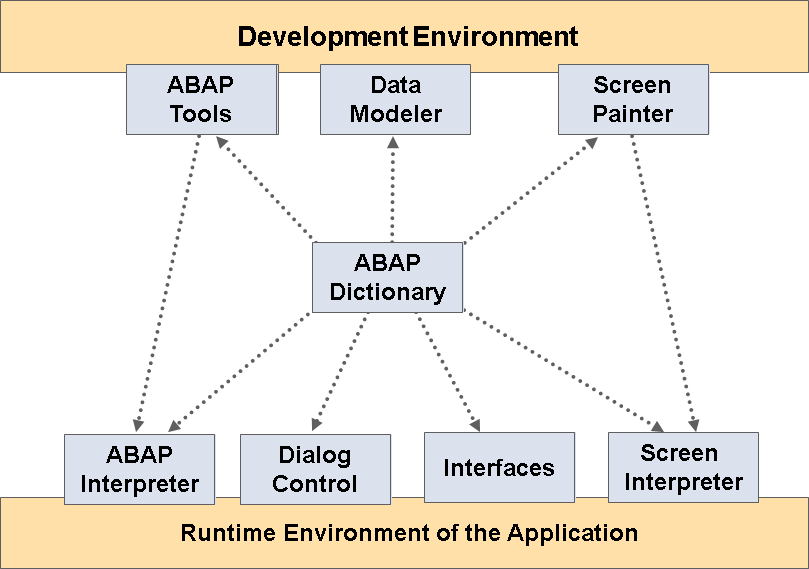 Development Environment
ABAP
Tools
Data
Modeler
Screen
Painter
ABAP
Dictionary
ABAP
Interpreter
Dialog
Control
Interfaces
Screen
Interpreter
Runtime Environment of the Application